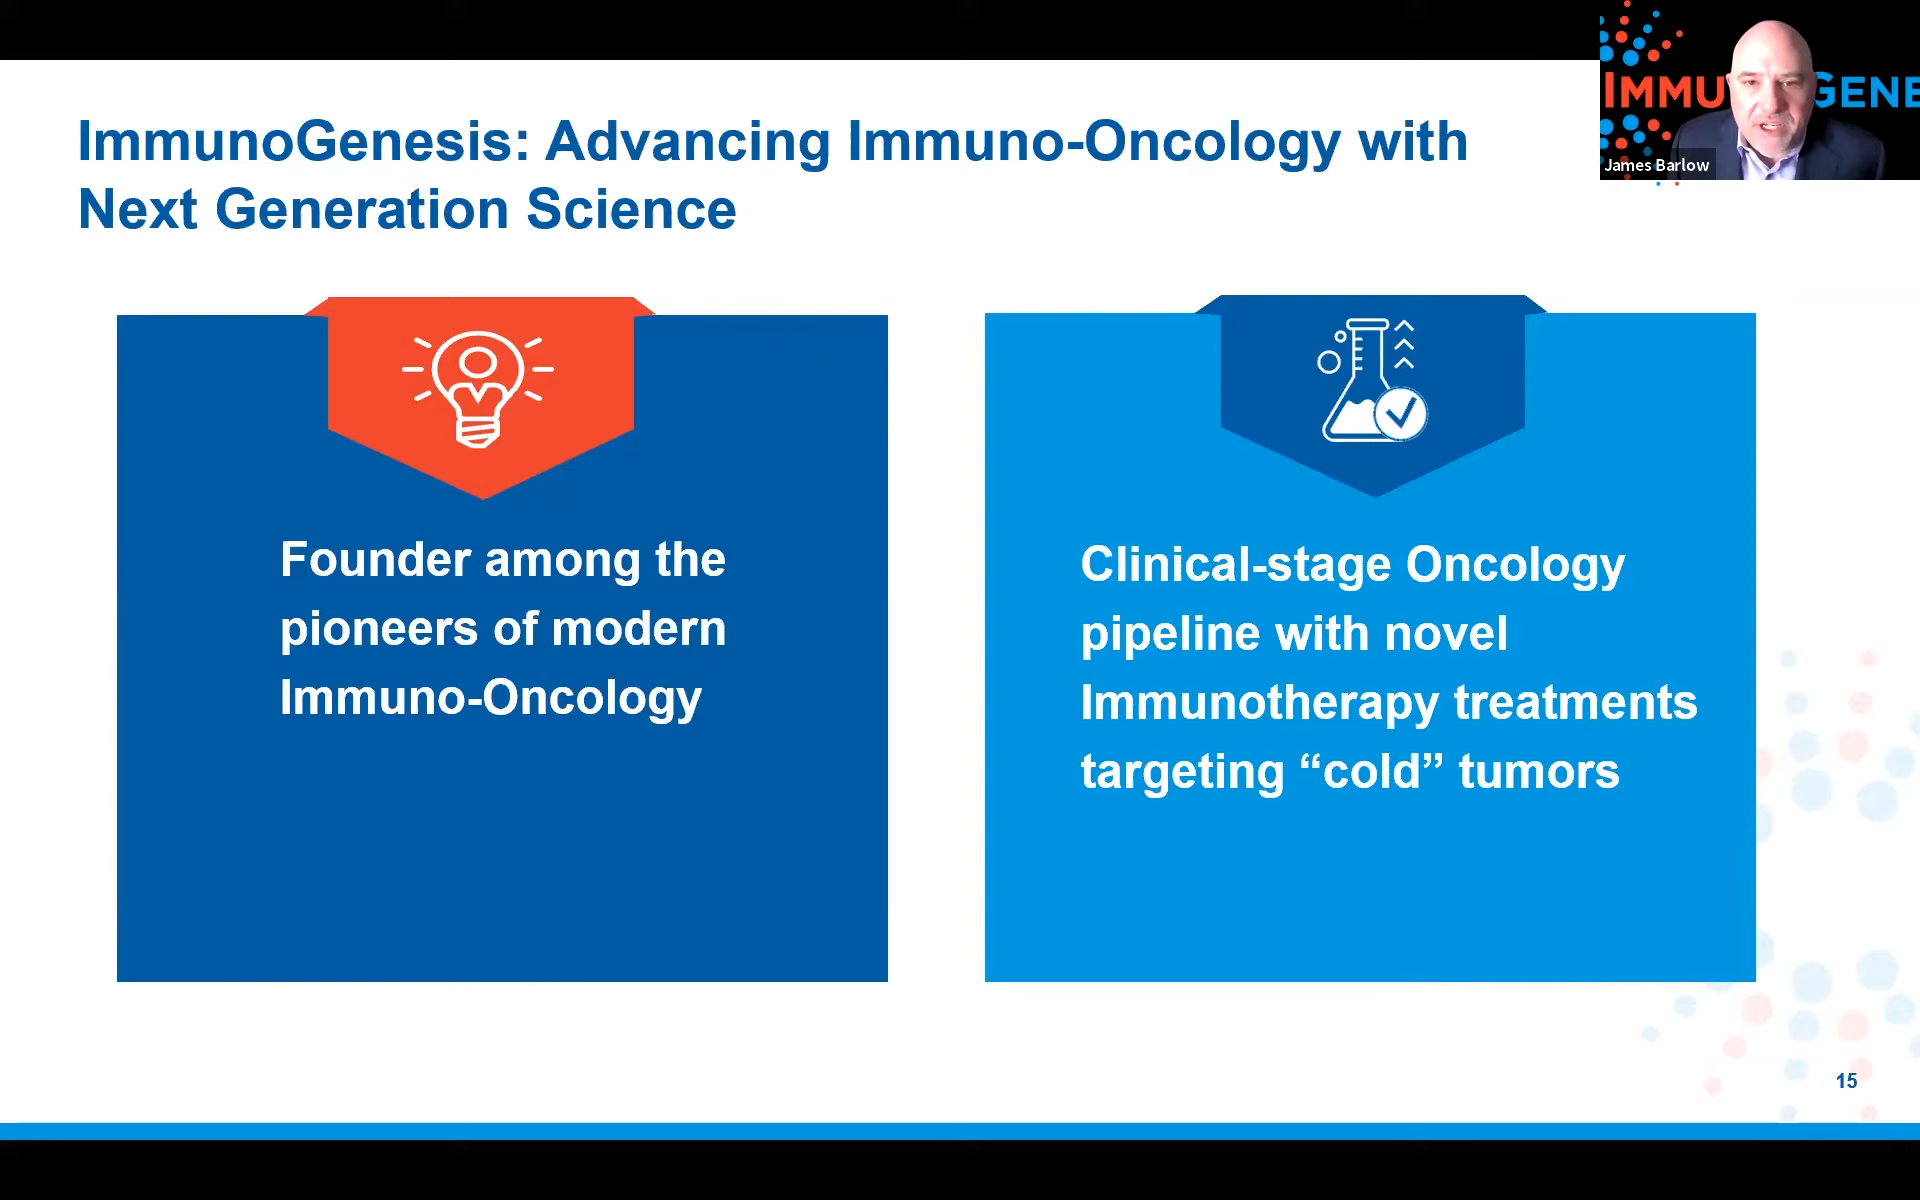 ImmunoGenesis: Advancing Immuno-Oncology with
Next Generation Science
IMMU GENE
James Barlow
Founder among the
pioneers of modern
Immuno-Oncology
Clinical-stage Oncology
pipeline with novel
Immunotherapy treatments
targeting “cold” tumors
15